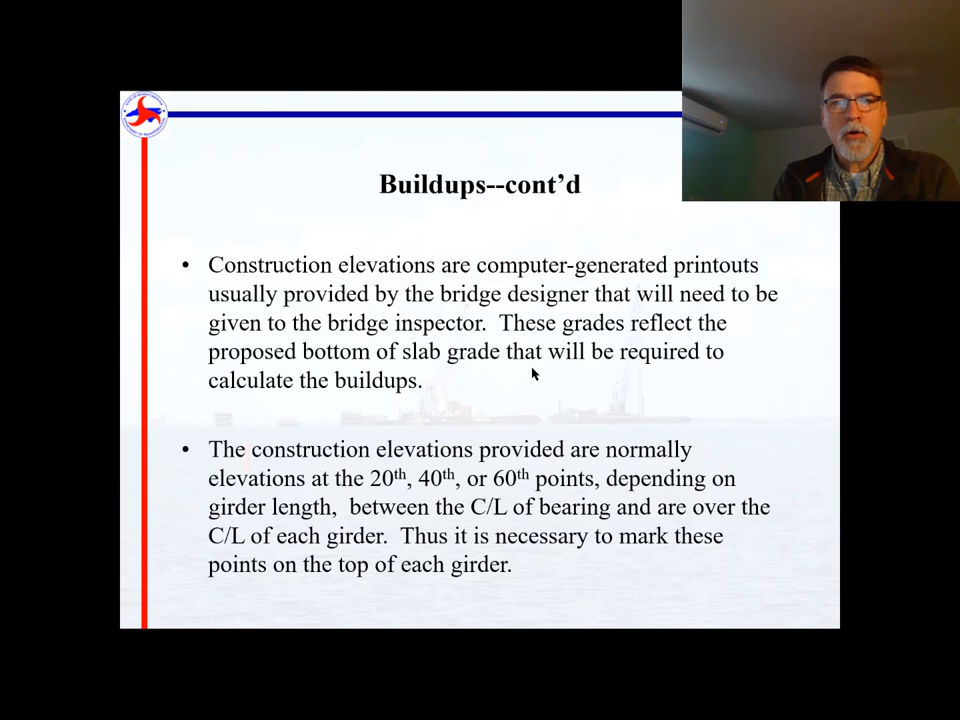 Buildups--cont’d
• Construction elevations are computer-generated printouts
usually provided by the bridge designer that will need to be
given to the bridge inspector.  These grades reflect the
proposed bottom of slab grade that will be required to
calculate the buildups.
• The construction elevations provided are normally
elevations at the 20th, 40th, or 60th points, depending on
girder length,  between the C/L of bearing and are over the
C/L of each girder.  Thus it is necessary to mark these
points on the top of each girder.